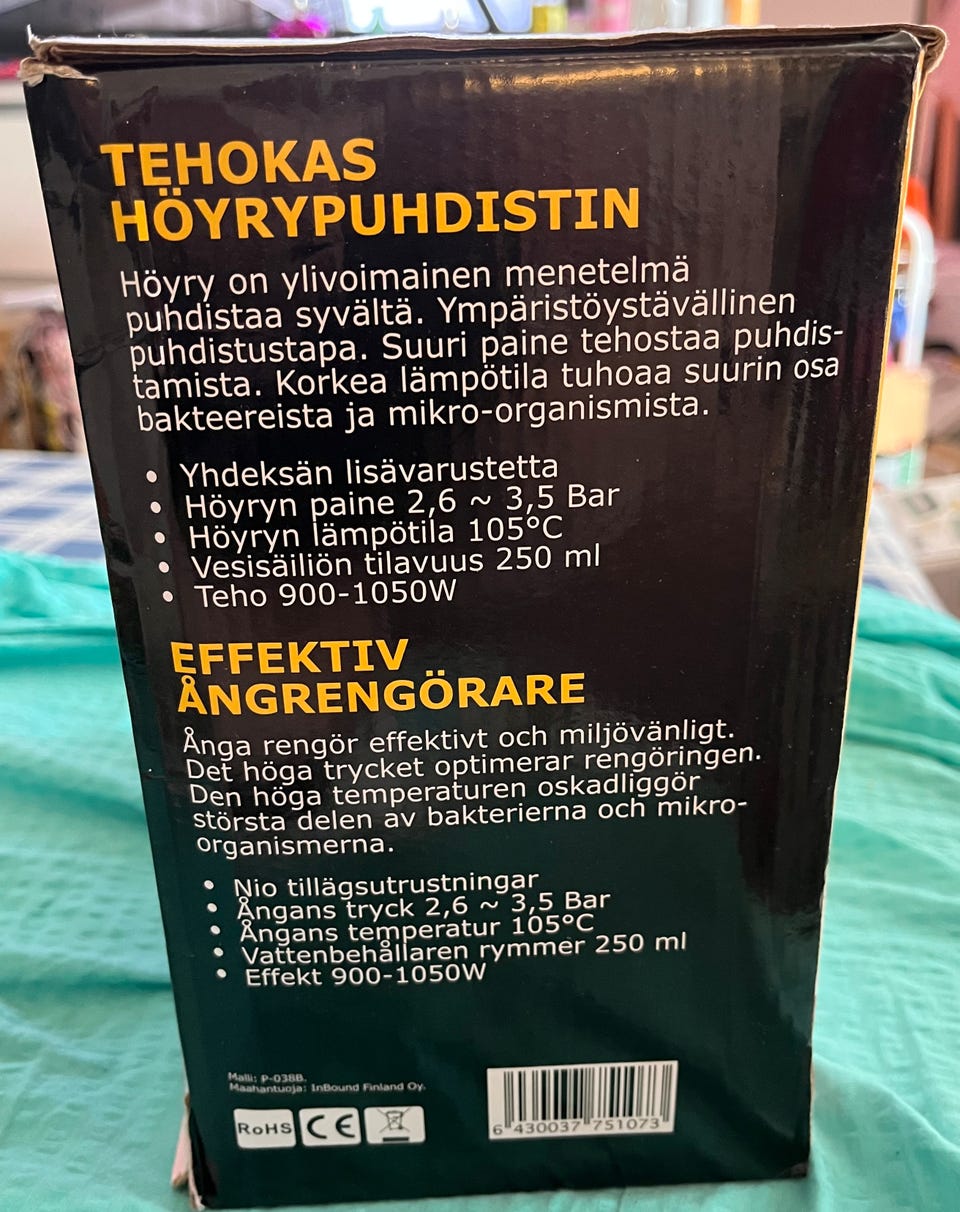 TEHOKAS
HÖYRYPUHDISTIN
Höyry on ylivoimainen menetelmä
puhdistaa syvältä. Ympäristöystävällinen
puhdistustapa. Suuri paine tehostaa puhdis-
tamista. Korkea lämpötila tuhoaa suurin osa
bakteereista ja mikro-organismista.
• Yhdeksän lisävarustetta
• Höyryn paine 2,6 ~ 3,5 Bar
• Höyryn lämpötila 105°C
• Vesisäiliön tilavuus 250 ml
• Teho 900-1050W
EFFEKTIV
ÅNGRENGÖRARE
Ånga rengör effektivt och miljövänligt.
Det höga trycket optimerar rengöringen.
Den höga temperaturen oskadliggör
största delen av bakterierna och mikro-
organismerna.
• Nio tillägsutrustningar
• Ångans tryck 2,6 ~ 3,5 Bar
• Ångans temperatur 105°C
• Vattenbehållaren rymmer 250 ml
• Effekt 900-1050W
Malli: P-038B.
Maahantuoja: InBound Finland Oy.
RoHS CE
6 430037 751073